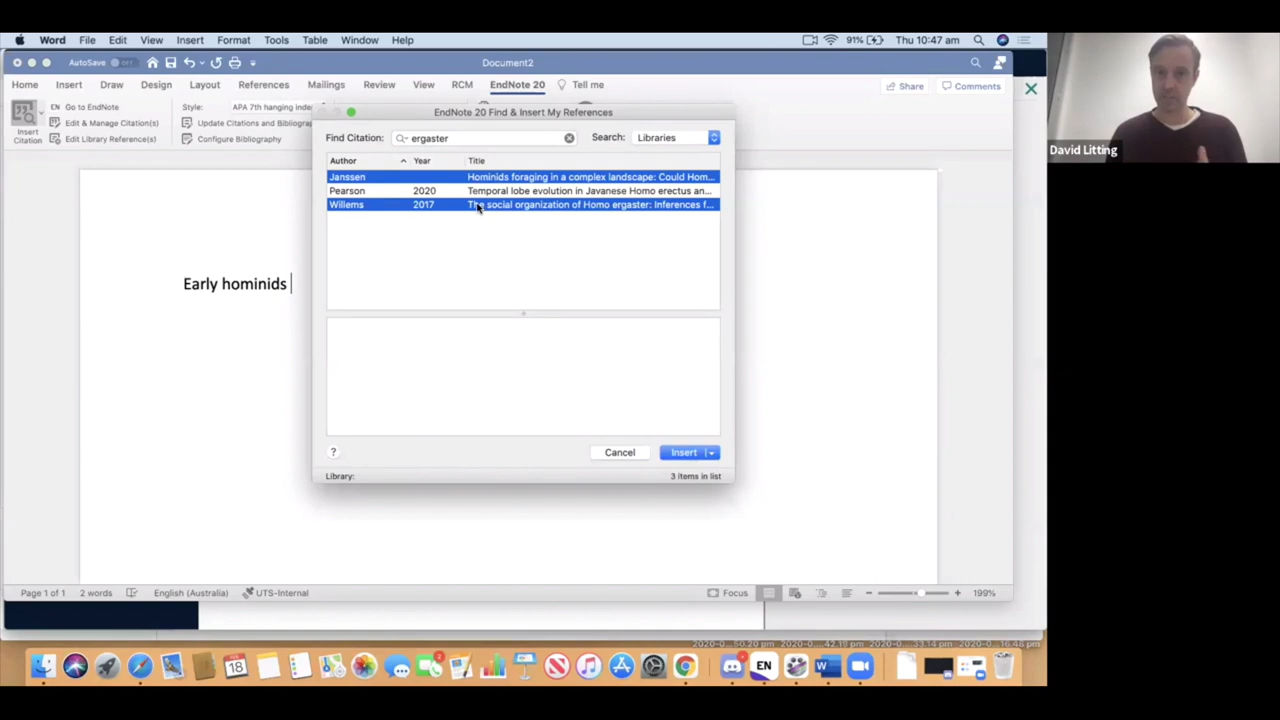 Word File Edit View Insert Format Tools Table Window Help 91% Thu 10:47 am
AutoSave OFF Document2
Home Insert Draw Design Layout References Mailings Review View RCM EndNote 20 Tell me Share Comments
David Litting
EN Go to EndNote Style: APA 7th hanging inde
EndNote 20 Find & Insert My References
Insert Citation
Edit & Manage Citation(s) Update Citations and Bibliogra
Edit Library Reference(s) Configure Bibliography
Find Citation: ergaster Search: Libraries
Author Year Title
Janssen Hominids foraging in a complex landscape: Could Hom...
Pearson 2020 Temporal lobe evolution in Javanese Homo erectus an...
Willems 2017 The social organization of Homo ergaster: Inferences f...
Early hominids
? Cancel Insert
Library: 3 items in list
Page 1 of 1 2 words English (Australia) UTS-Internal Focus 199%
NOV
18
2
EN
W